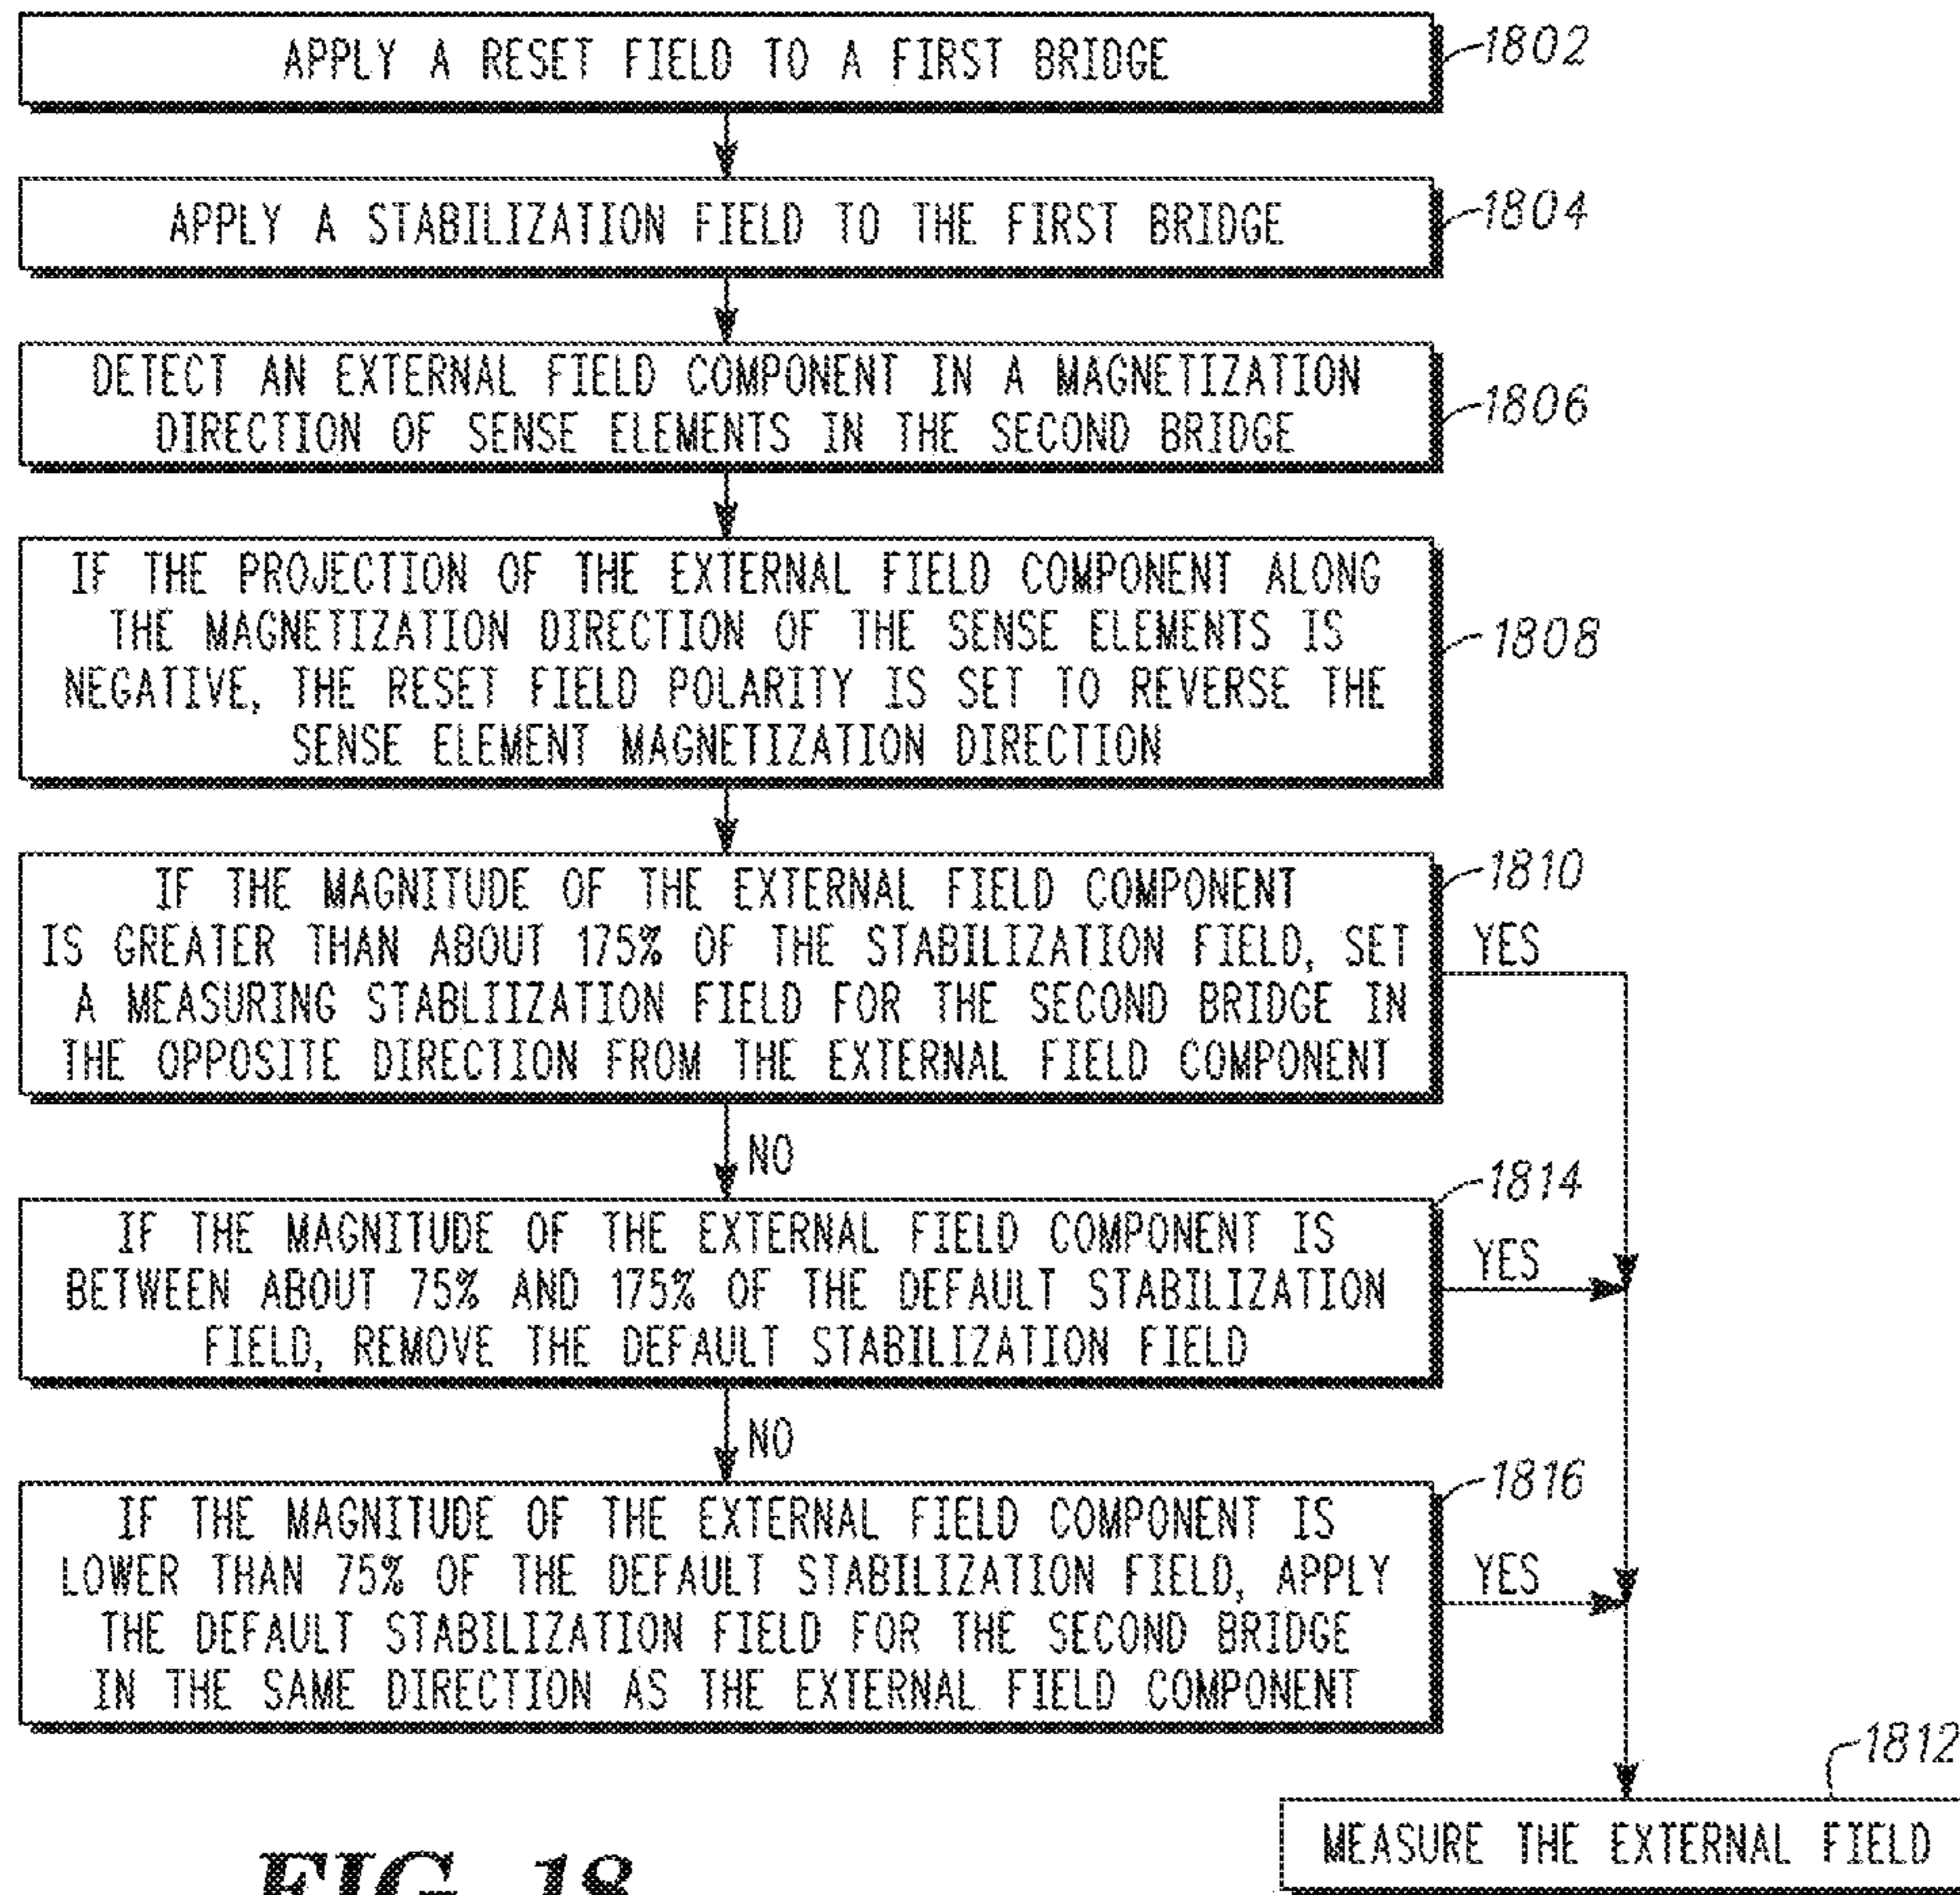 APPLY A RESET FIELD TO A FIRST BRIDGE
1802
APPLY A STABILIZATION FIELD TO THE FIRST BRIDGE
1804
DETECT AN EXTERNAL FIELD COMPONENT IN A MAGNETIZATION
DIRECTION OF SENSE ELEMENTS IN THE SECOND BRIDGE
1806
IF THE PROJECTION OF THE EXTERNAL FIELD COMPONENT ALONG
THE MAGNETIZATION DIRECTION OF THE SENSE ELEMENTS IS
NEGATIVE, THE RESET FIELD POLARITY IS SET TO REVERSE THE
SENSE ELEMENT MAGNETIZATION DIRECTION
1808
IF THE MAGNITUDE OF THE EXTERNAL FIELD COMPONENT
IS GREATER THAN ABOUT 175% OF THE STABILIZATION FIELD, SET
A MEASURING STABLIIZATION FIELD FOR THE SECOND BRIDGE IN
THE OPPOSITE DIRECTION FROM THE EXTERNAL FIELD COMPONENT
1810
YES
NO
IF THE MAGNITUDE OF THE EXTERNAL FIELD COMPONENT IS
BETWEEN ABOUT 75% AND 175% OF THE DEFAULT STABILIZATION
FIELD, REMOVE THE DEFAULT STABILIZATION FIELD
1814
YES
NO
IF THE MAGNITUDE OF THE EXTERNAL FIELD COMPONENT IS
LOWER THAN 75% OF THE DEFAULT STABILIZATION FIELD, APPLY
THE DEFAULT STABILIZATION FIELD FOR THE SECOND BRIDGE
IN THE SAME DIRECTION AS THE EXTERNAL FIELD COMPONENT
1816
YES
1812
MEASURE THE EXTERNAL FIELD
FIG. 18